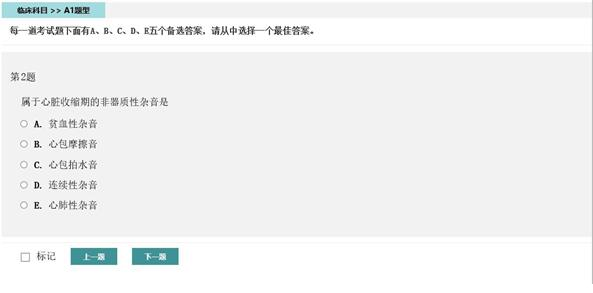 临床科目 >> A1题型
每一道考试题下面有A、B、C、D、E五个备选答案，请从中选择一个最佳答案。
第2题
属于心脏收缩期的非器质性杂音是
A. 贫血性杂音
B. 心包摩擦音
C. 心包拍水音
D. 连续性杂音
E. 心肺性杂音
标记 上一题 下一题